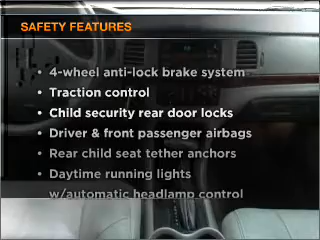 SAFETY FEATURES
• 4-wheel anti-lock brake system
• Traction control
• Child security rear door locks
• Driver & front passenger airbags
• Rear child seat tether anchors
• Daytime running lights
w/automatic headlamp control